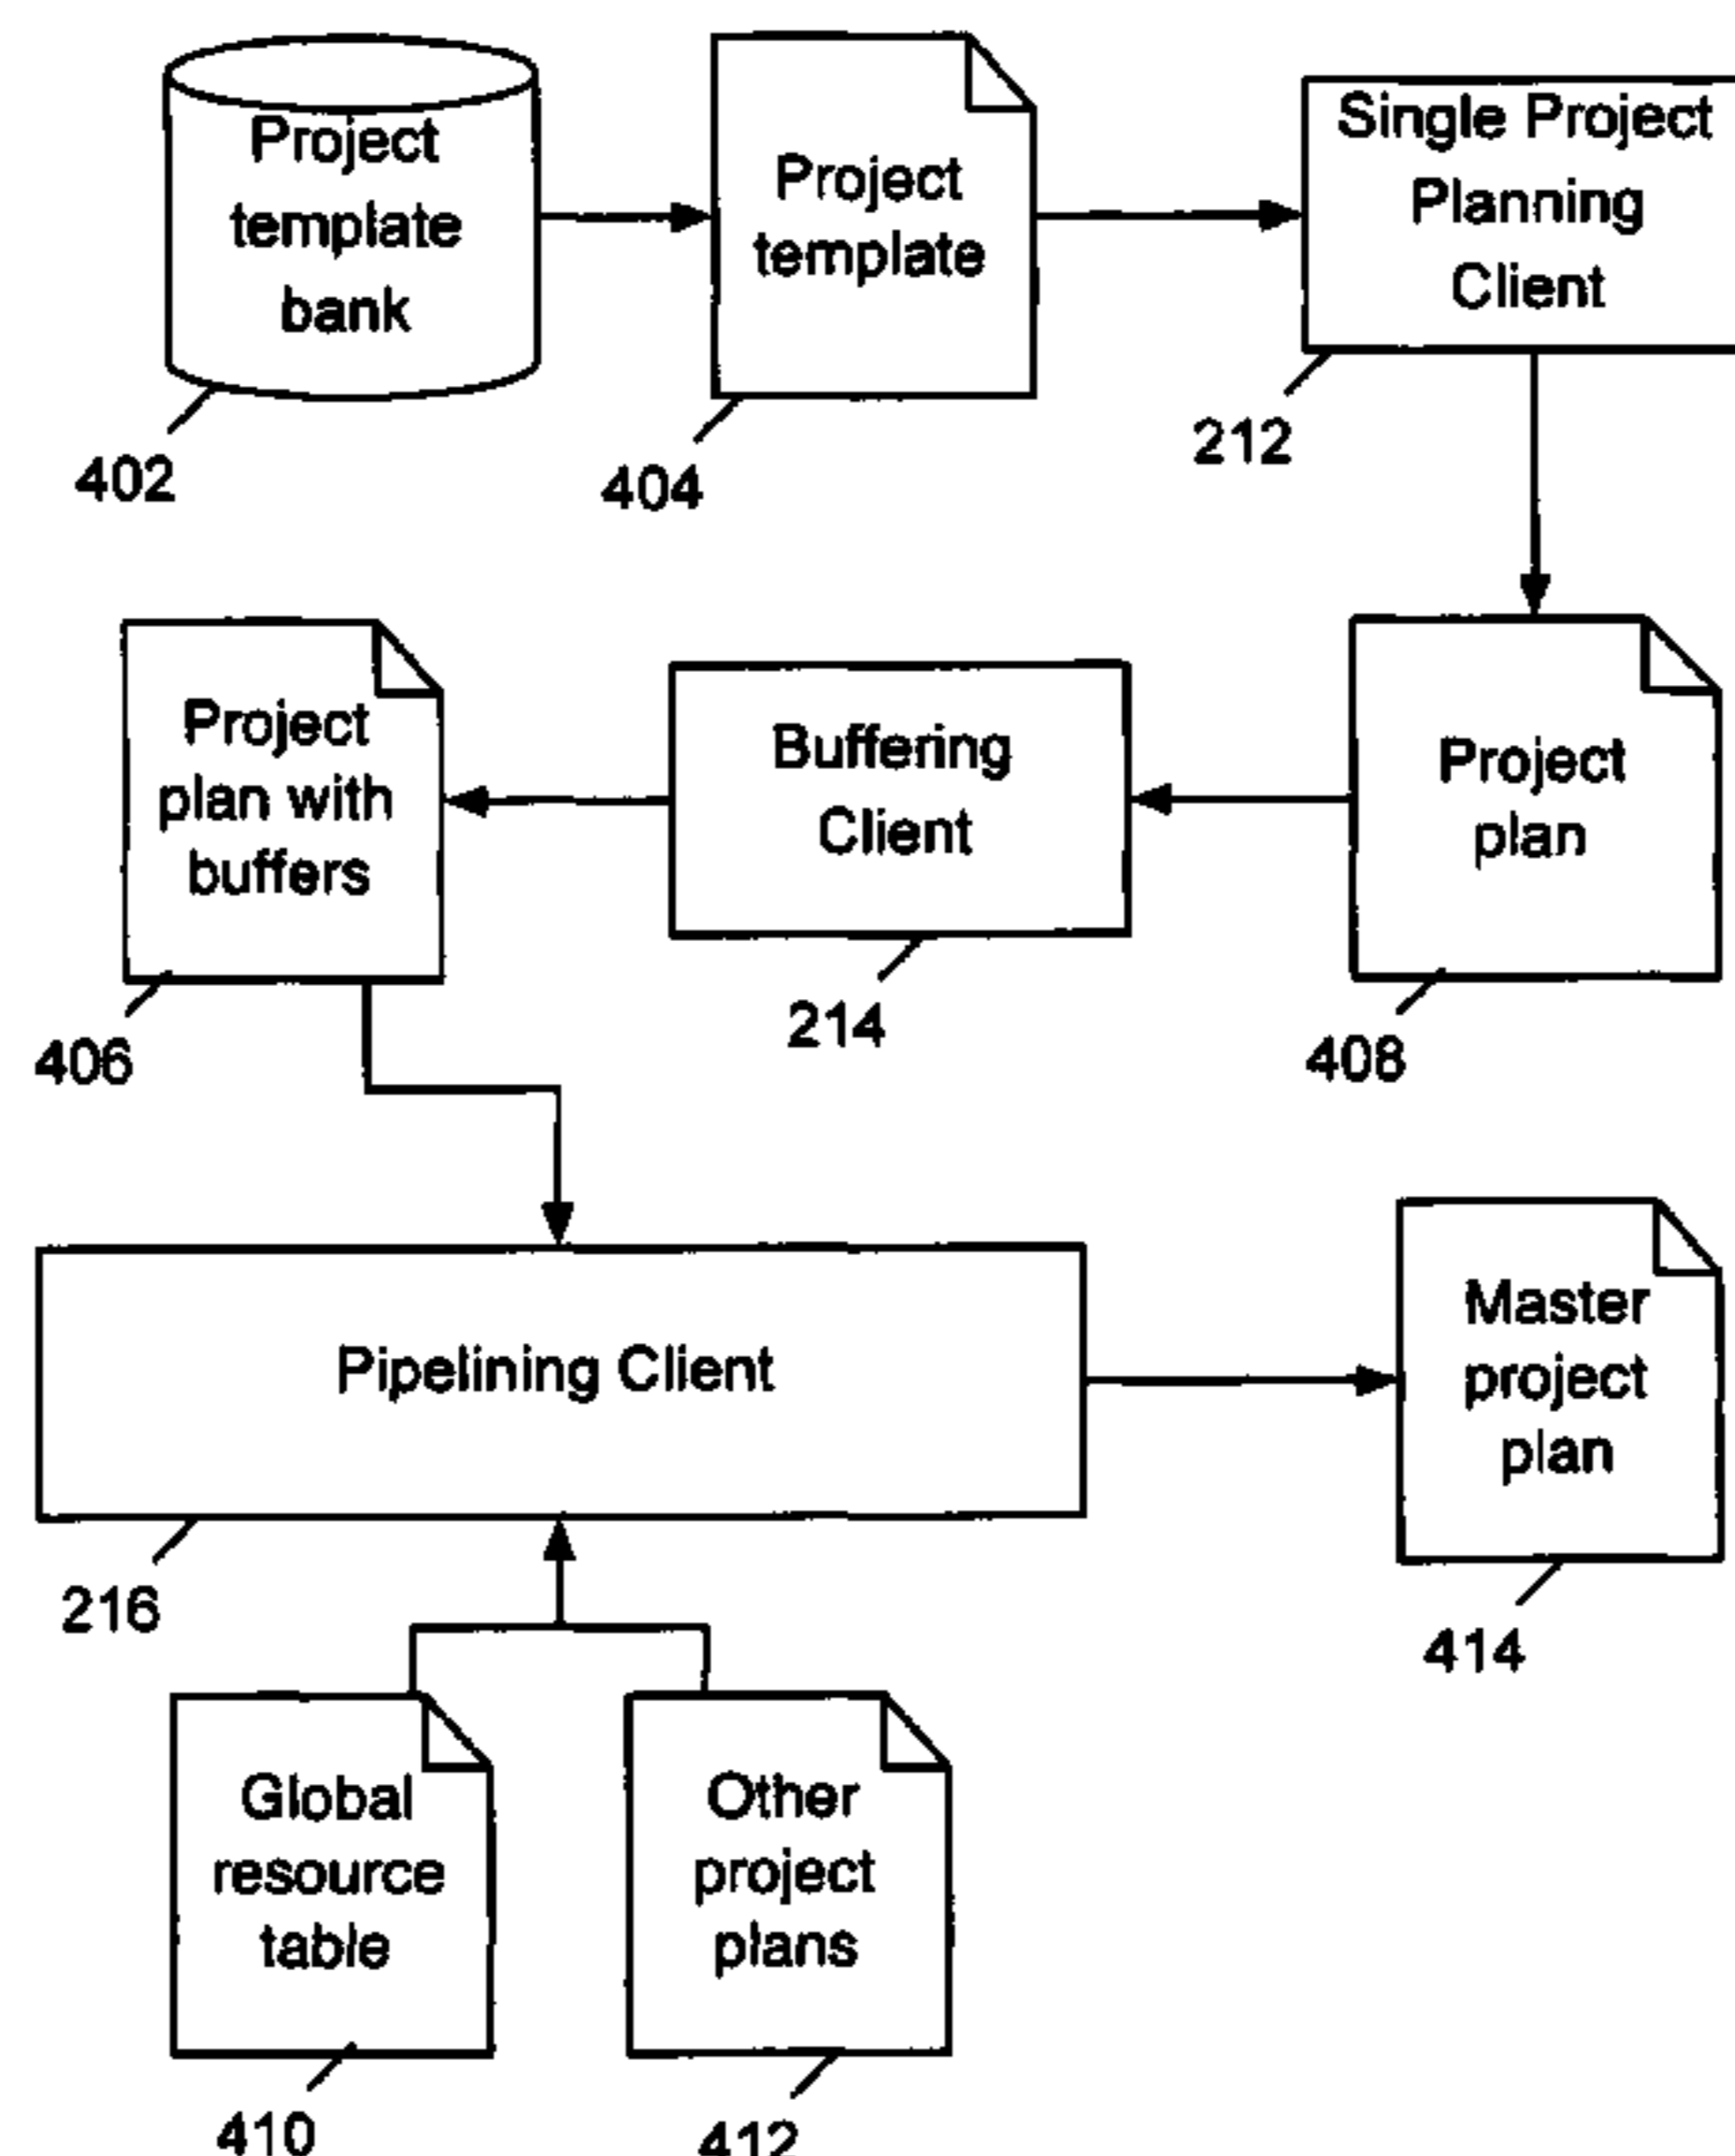 Project
template
bank
402
Project
template
404
Single Project
Planning
Client
212
Project
plan with
buffers
406
Buffering
Client
214
Project
plan
408
Pipelining Client
216
Master
project
plan
414
Global
resource
table
410
Other
project
plans
412